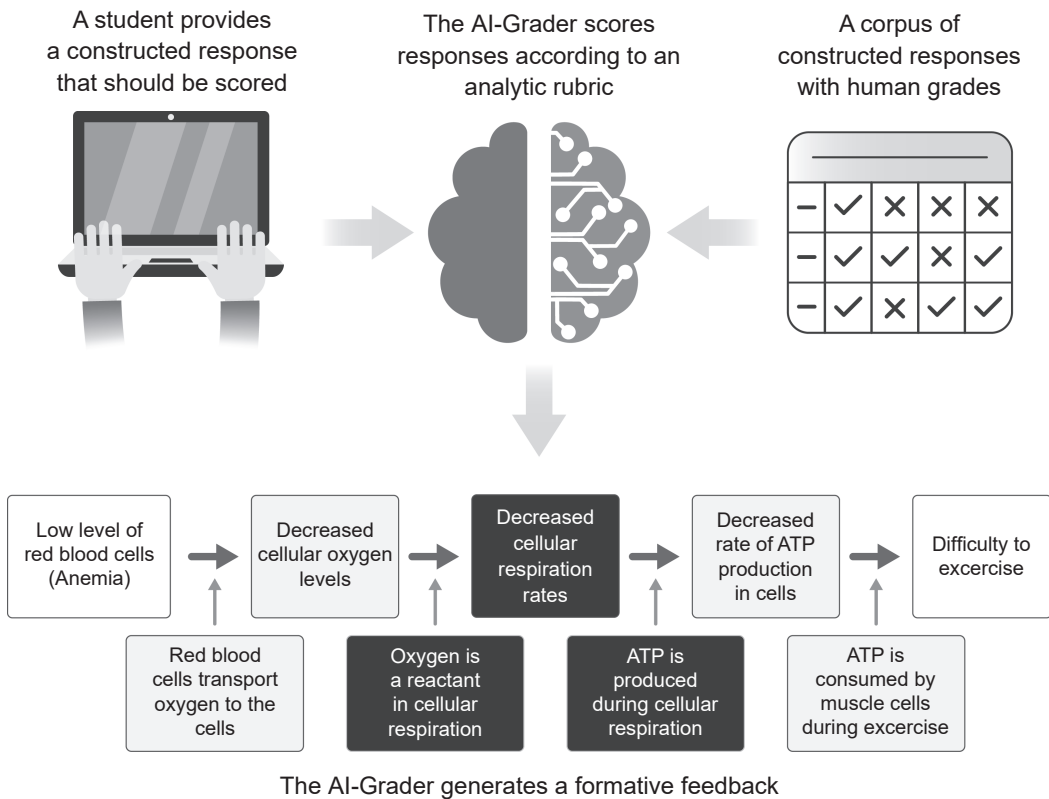 A student provides
a constructed response
that should be scored
The AI-Grader scores
responses according to an
analytic rubric
A corpus of
constructed responses
with human grades
Low level of
red blood cells
(Anemia)
Decreased
cellular oxygen
levels
Decreased
cellular
respiration
rates
Decreased
rate of ATP
production
in cells
Difficulty to
excercise
Red blood
cells transport
oxygen to the
cells
Oxygen is
a reactant
in cellular
respiration
ATP is
produced
during cellular
respiration
ATP is
consumed by
muscle cells
during excercise
The AI-Grader generates a formative feedback